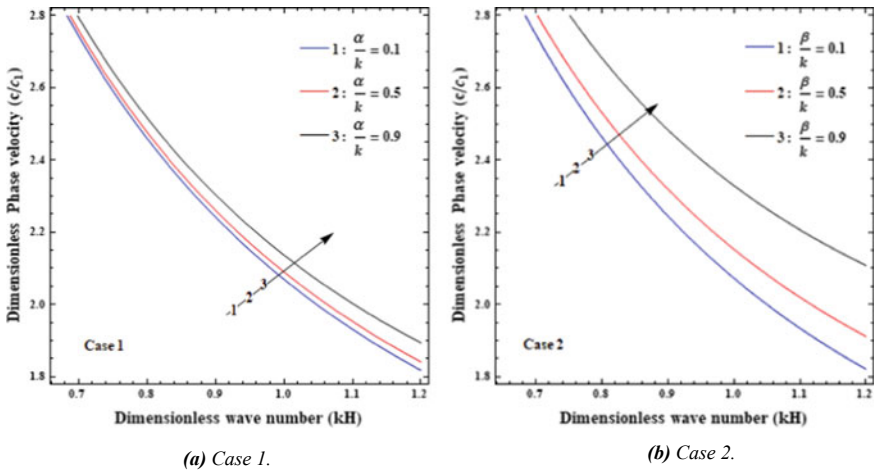 2.8
2.6
2.4
2.2
2.0
1.8
Dimensionless Phase velocity (c/c₁)
1 : α/k = 0.1
2 : α/k = 0.5
3 : α/k = 0.9
-1 -2 3
Case 1
0.7 0.8 0.9 1.0 1.1 1.2
Dimensionless wave number (kH)
(a) Case 1.
2.8
2.6
2.4
2.2
2.0
1.8
Dimensionless Phase velocity (c/c₁)
1 : β/k = 0.1
2 : β/k = 0.5
3 : β/k = 0.9
-1 -2 3
Case 2
0.7 0.8 0.9 1.0 1.1 1.2
Dimensionless wave number (kH)
(b) Case 2.